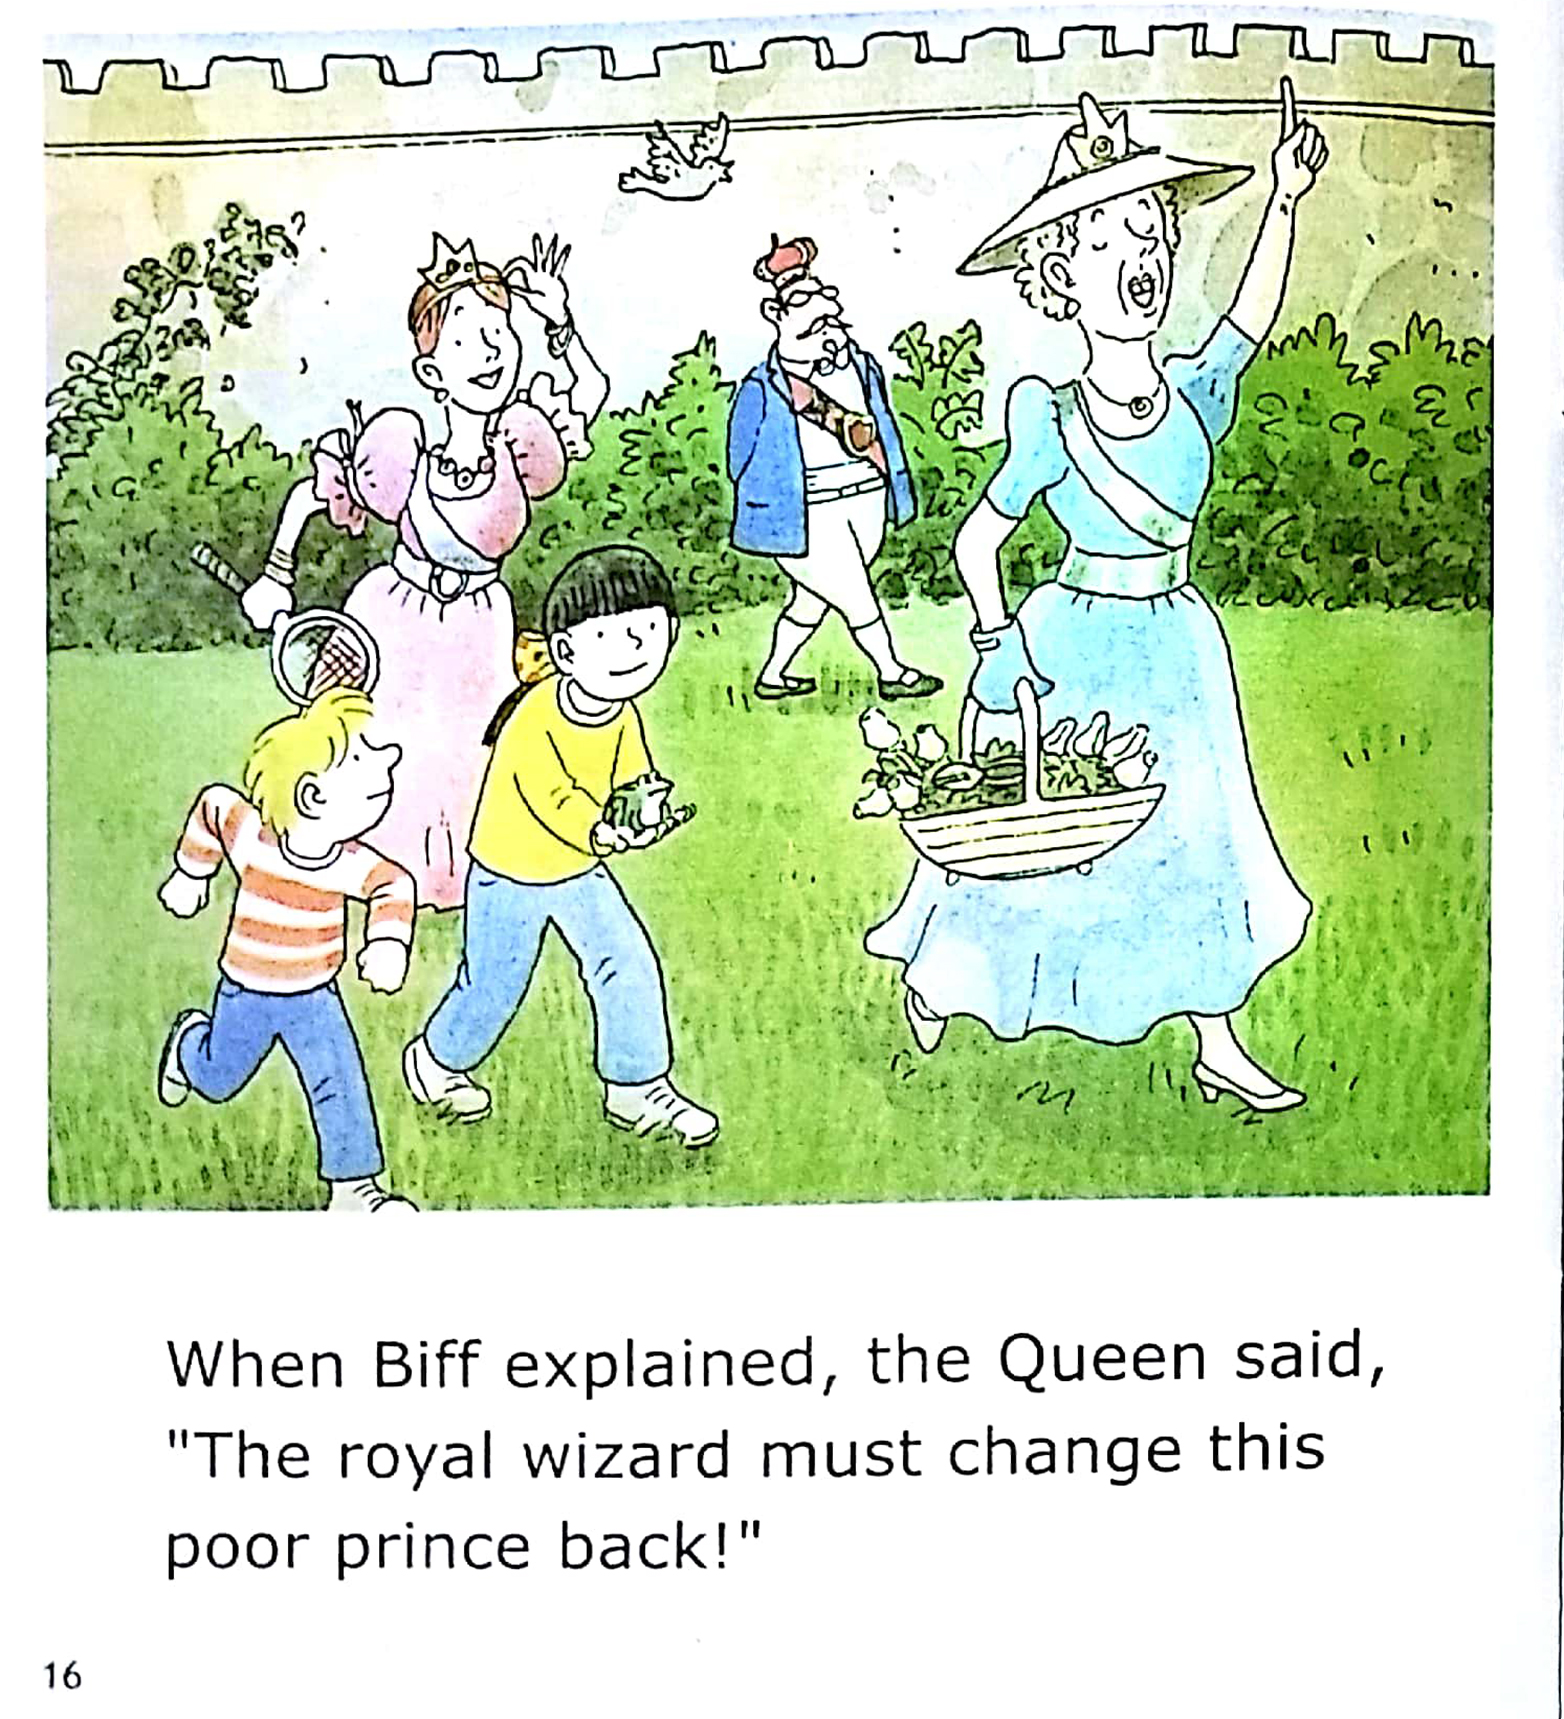 When Biff explained, the Queen said,
"The royal wizard must change this
poor prince back!"
16